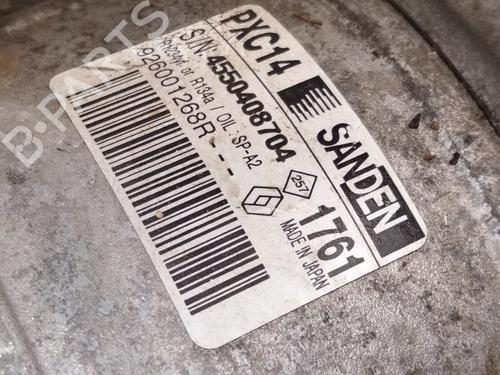 PXC14
SANDEN
S/N: 4550408704
R1234yf or R134a / OIL : SP-A2
926001268R---
257
1761
MADE IN JAPAN
B-PARTS